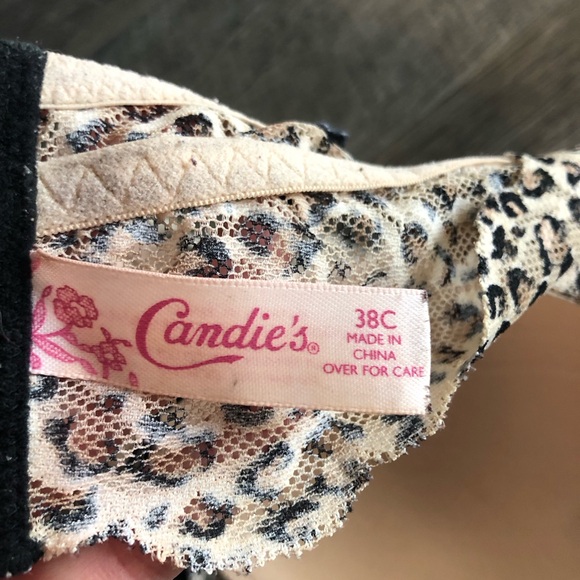 Candie's®
38C
MADE IN
CHINA
OVER FOR CARE